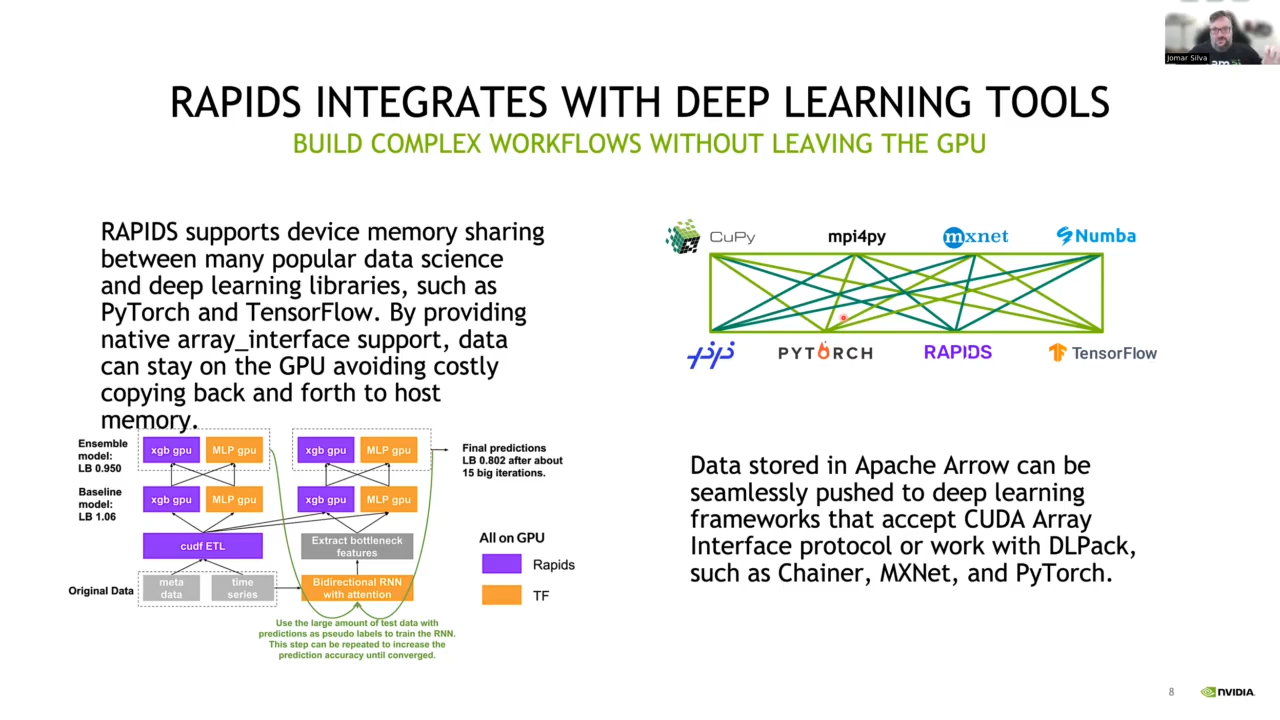 Jomar Silva
RAPIDS INTEGRATES WITH DEEP LEARNING TOOLS
BUILD COMPLEX WORKFLOWS WITHOUT LEAVING THE GPU
RAPIDS supports device memory sharing
between many popular data science
and deep learning libraries, such as
PyTorch and TensorFlow. By providing
native array_interface support, data
can stay on the GPU avoiding costly
copying back and forth to host
memory.
CuPy
mpi4py
mxnet
Numba
PYTORCH
RAPIDS
TensorFlow
Ensemble
model:
LB 0.950
xgb gpu
MLP gpu
xgb gpu
MLP gpu
Final predictions
LB 0.802 after about
15 big iterations.
Baseline
model:
LB 1.06
xgb gpu
MLP gpu
xgb gpu
MLP gpu
cudf ETL
Extract bottleneck
features
Original Data
meta
data
time
series
Bidirectional RNN
with attention
All on GPU
Rapids
TF
Use the large amount of test data with
predictions as pseudo labels to train the RNN.
This step can be repeated to increase the
prediction accuracy until converged.
Data stored in Apache Arrow can be
seamlessly pushed to deep learning
frameworks that accept CUDA Array
Interface protocol or work with DLPack,
such as Chainer, MXNet, and PyTorch.
8
NVIDIA.